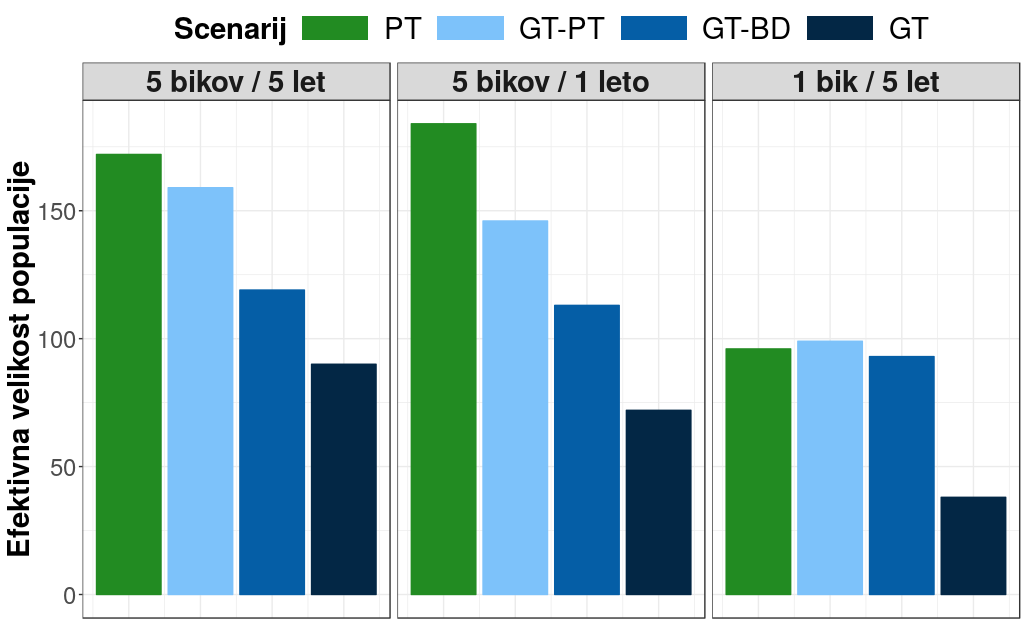 Scenarij PT GT-PT GT-BD GT
5 bikov / 5 let
5 bikov / 1 leto
1 bik / 5 let
Efektivna velikost populacije
150
100
50
0